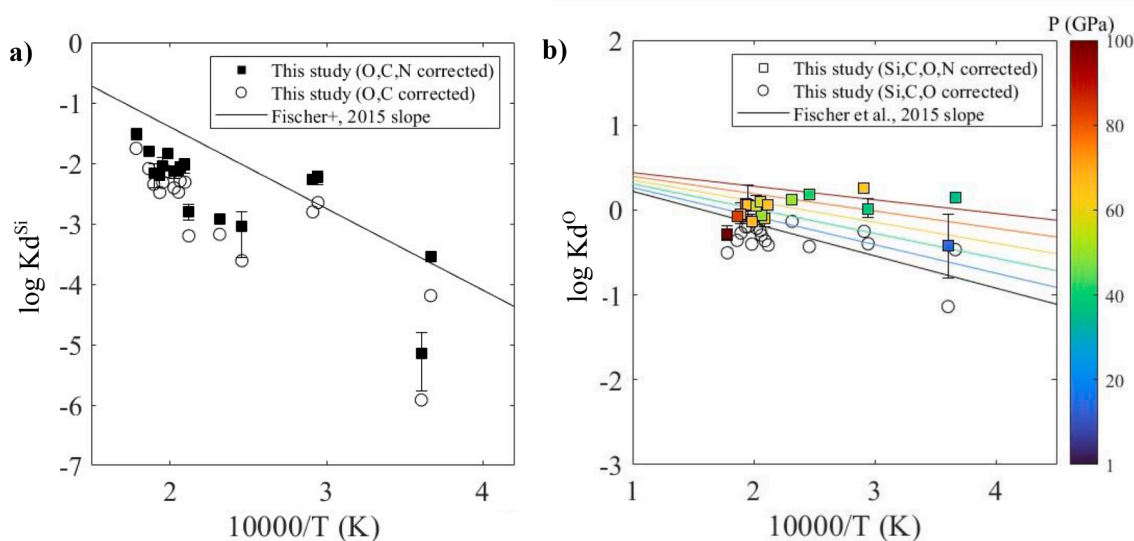 a)
0
-1
-2
-3
-4
-5
-6
-7
log Kd^Si
■ This study (O,C,N corrected)
○ This study (O,C corrected)
— Fischer+, 2015 slope
2 3 4
10000/T (K)
b)
2
1
0
-1
-2
-3
log Kd^O
□ This study (Si,C,O,N corrected)
○ This study (Si,C,O corrected)
— Fischer et al., 2015 slope
1 2 3 4
10000/T (K)
P (GPa)
100
80
60
40
20
1